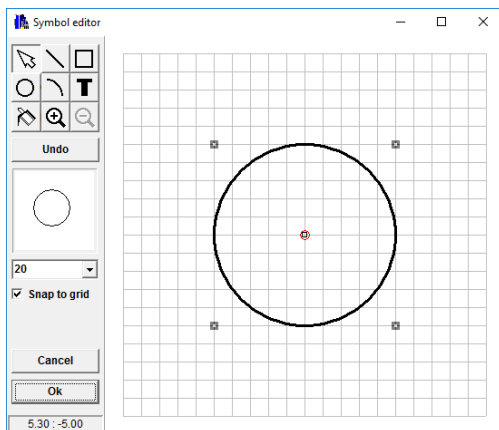 Symbol editor
T
Undo
20
Snap to grid
Cancel
Ok
5.30 : -5.00